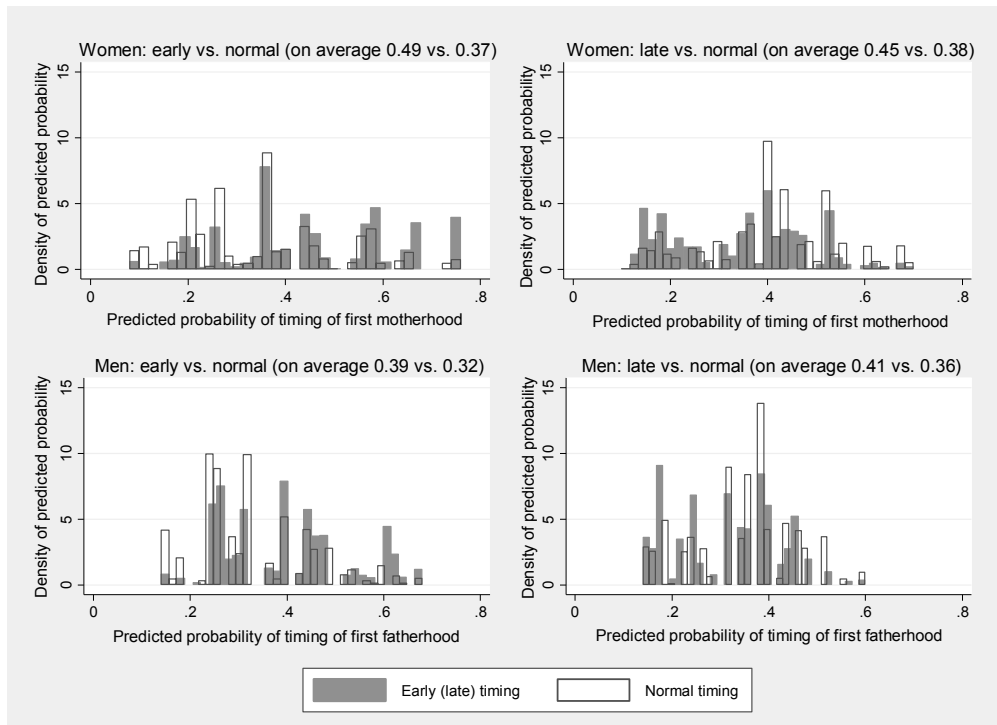 Women: early vs. normal (on average 0.49 vs. 0.37)
Density of predicted probability
15
10
5
0
0 .2 .4 .6 .8
Predicted probability of timing of first motherhood
Women: late vs. normal (on average 0.45 vs. 0.38)
Density of predicted probability
15
10
5
0
0 .2 .4 .6 .8
Predicted probability of timing of first motherhood
Men: early vs. normal (on average 0.39 vs. 0.32)
Density of predicted probability
15
10
5
0
0 .2 .4 .6 .8
Predicted probability of timing of first fatherhood
Men: late vs. normal (on average 0.41 vs. 0.36)
Density of predicted probability
15
10
5
0
0 .2 .4 .6 .8
Predicted probability of timing of first fatherhood
Early (late) timing
Normal timing